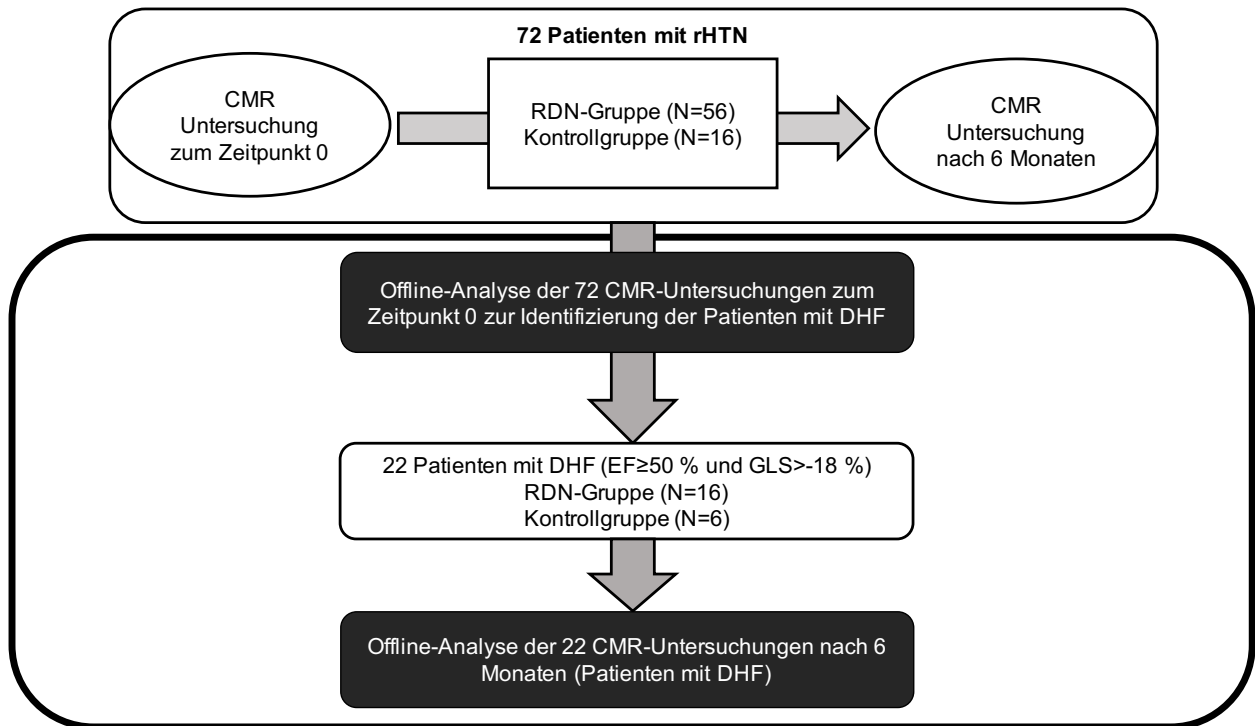 72 Patienten mit rHTN
CMR
Untersuchung
zum Zeitpunkt 0
RDN-Gruppe (N=56)
Kontrollgruppe (N=16)
CMR
Untersuchung
nach 6 Monaten
Offline-Analyse der 72 CMR-Untersuchungen zum
Zeitpunkt 0 zur Identifizierung der Patienten mit DHF
22 Patienten mit DHF (EF≥50 % und GLS>-18 %)
RDN-Gruppe (N=16)
Kontrollgruppe (N=6)
Offline-Analyse der 22 CMR-Untersuchungen nach 6
Monaten (Patienten mit DHF)